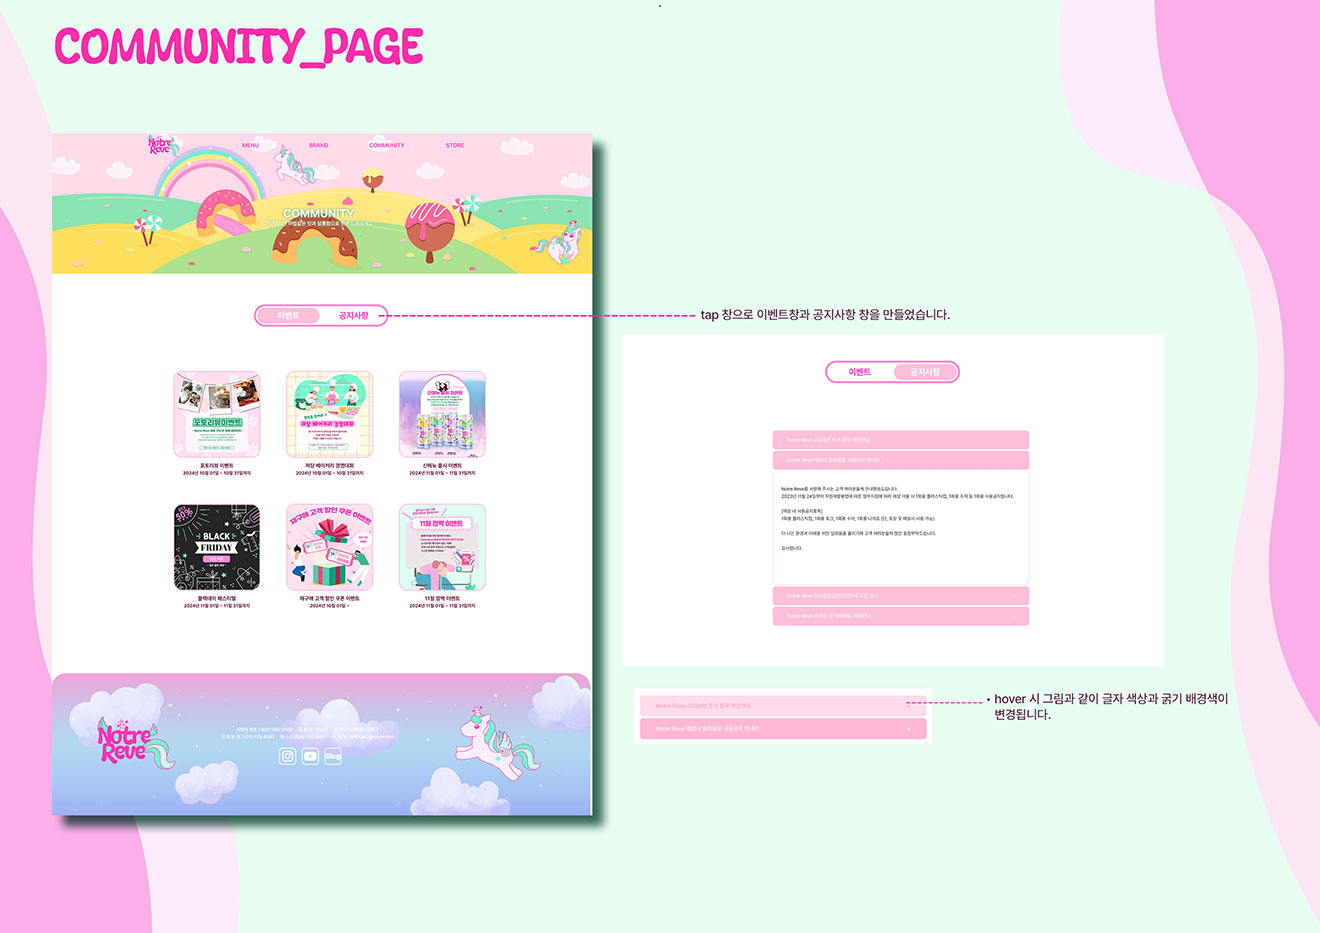 COMMUNITY_PAGE
Notre Reve
MENU
BRAND
COMMUNITY
STORE
COMMUNITY
이벤트
공지사항
tap 창으로 이벤트창과 공지사항 창을 만들었습니다.
포토리뷰이벤트
포토리뷰 이벤트
2024년 10월 01일 ~ 10월 31일까지
저당 베이커리 경연대회
저당 베이커리 경연대회
2024년 10월 01일 ~ 10월 31일까지
신메뉴 출시 이벤트
신메뉴 출시 이벤트
2024년 11월 01일 ~ 11월 31일까지
50%
BLACK
FRIDAY
블랙데이 페스티벌
2024년 11월 01일 ~ 11월 31일까지
재구매 고객 할인 쿠폰 이벤트
재구매 고객 할인 쿠폰 이벤트
2024년 10월 01일 ~
11월 깜짝 이벤트
11월 깜짝 이벤트
2024년 11월 01일 ~ 11월 31일까지
이벤트
공지사항
Notre Reve 2024년 추석 휴무 매장안내
Notre Reve 매장내 일회용품 사용금지 안내건
Notre Reve를 사랑해 주시는 고객 여러분들께 안내말씀드립니다.
2023년 11월 24일부터 자원재활용법에 따른 정부지침에 따라 매장 이용 시 1회용 플라스틱컵, 1회용 수저 등 1회용 사용금지합니다.
[매장 내 사용금지품목]
1회용 플라스틱컵, 1회용 포크, 1회용 수저, 1회용 나이프 (단, 포장 및 배달시 사용 가능)
더 나은 환경과 미래를 위한 일회용품 줄이기에 고객 여러분들의 많은 동참부탁드립니다.
감사합니다.
Notre Reve
Notre Reve
Notre Reve 2024년 추석 휴무 매장안내
Notre Reve 매장내 일회용품 사용금지 안내건
• hover 시 그림과 같이 글자 색상과 굵기 배경색이
변경됩니다.
Notre Reve
Blog